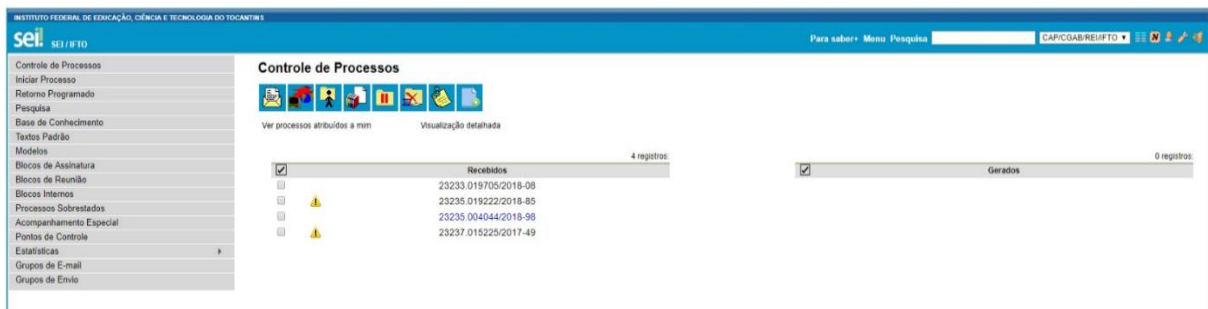 INSTITUTO FEDERAL DE EDUCAÇÃO, CIÊNCIA E TECNOLOGIA DO TOCANTINS
sei! SEI / IFTO
Para saber+ Menu Pesquisa CAP/CGAB/REI/IFTO
Controle de Processos
Iniciar Processo
Retorno Programado
Pesquisa
Base de Conhecimento
Textos Padrão
Modelos
Blocos de Assinatura
Blocos de Reunião
Blocos Internos
Processos Sobrestados
Acompanhamento Especial
Pontos de Controle
Estatísticas
Grupos de E-mail
Grupos de Envio
Controle de Processos
Ver processos atribuídos a mim Visualização detalhada
4 registros:
Recebidos
23233.019705/2018-08
23235.019222/2018-85
23235.004044/2018-98
23237.015225/2017-49
0 registros:
Gerados